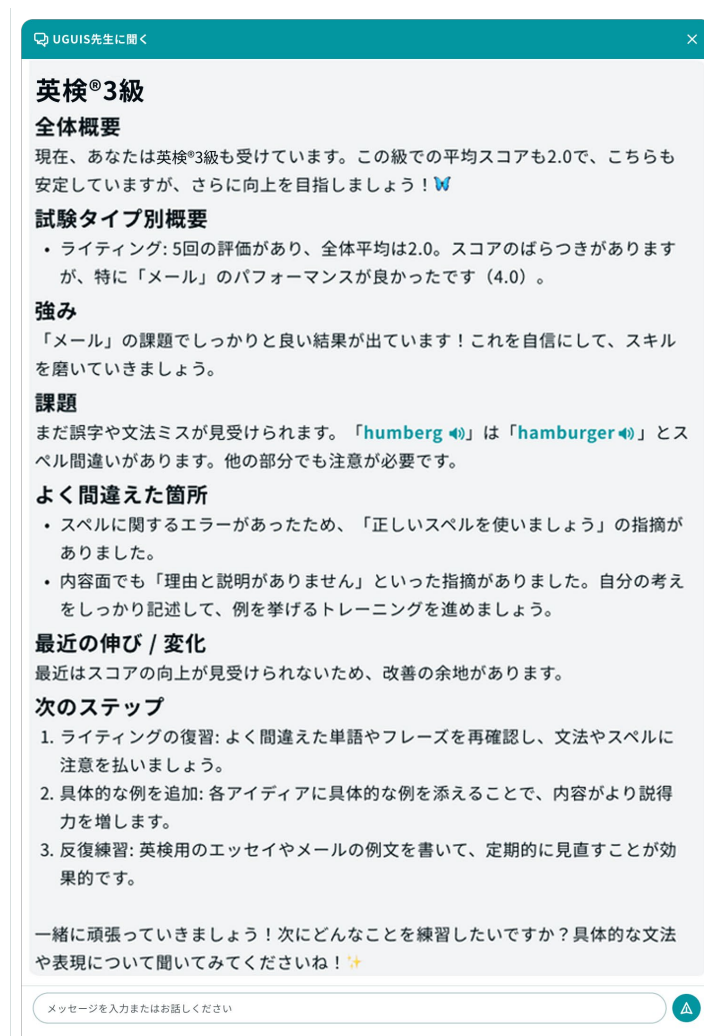 UGUIS先生に聞く
英検®3級
全体概要
現在、あなたは英検®3級も受けています。この級での平均スコアも2.0で、こちらも
安定していますが、さらに向上を目指しましょう！🦋
試験タイプ別概要
• ライティング: 5回の評価があり、全体平均は2.0。スコアのばらつきがあります
が、特に「メール」のパフォーマンスが良かったです（4.0）。
強み
「メール」の課題でしっかりと良い結果が出ています！これを自信にして、スキル
を磨いていきましょう。
課題
まだ誤字や文法ミスが見受けられます。「humberg」は「hamburger」とス
ペル間違いがあります。他の部分でも注意が必要です。
よく間違えた箇所
• スペルに関するエラーがあったため、「正しいスペルを使いましょう」の指摘が
ありました。
• 内容面でも「理由と説明がありません」といった指摘がありました。自分の考え
をしっかり記述して、例を挙げるトレーニングを進めましょう。
最近の伸び / 変化
最近はスコアの向上が見受けられないため、改善の余地があります。
次のステップ
1. ライティングの復習: よく間違えた単語やフレーズを再確認し、文法やスペルに
注意を払いましょう。
2. 具体的な例を追加: 各アイディアに具体的な例を添えることで、内容がより説得
力を増します。
3. 反復練習: 英検用のエッセイやメールの例文を書いて、定期的に見直すことが効
果的です。
一緒に頑張っていきましょう！次にどんなことを練習したいですか？具体的な文法
や表現について聞いてみてくださいね！✨
メッセージを入力またはお話しください